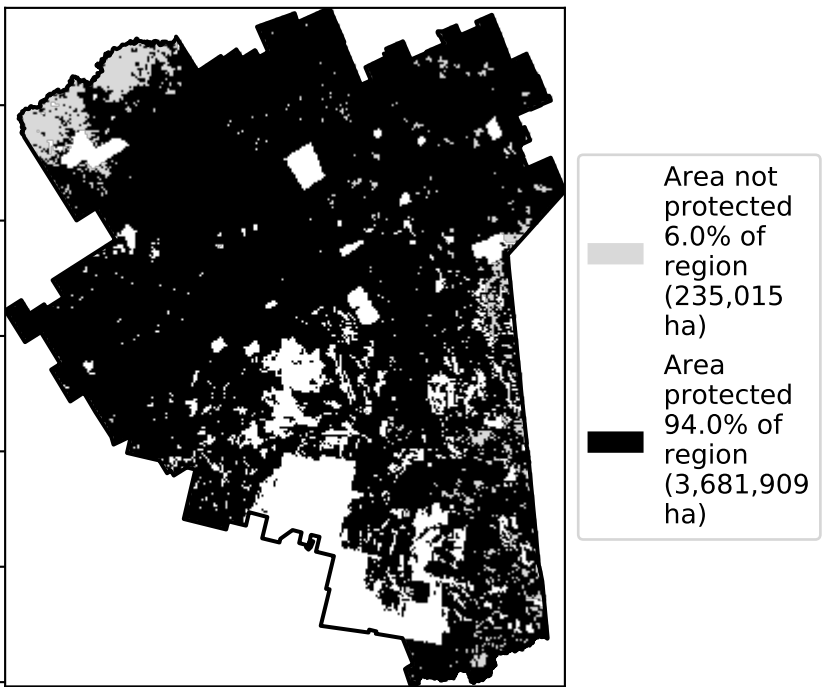 Area not
protected
6.0% of
region
(235,015
ha)
Area
protected
94.0% of
region
(3,681,909
ha)